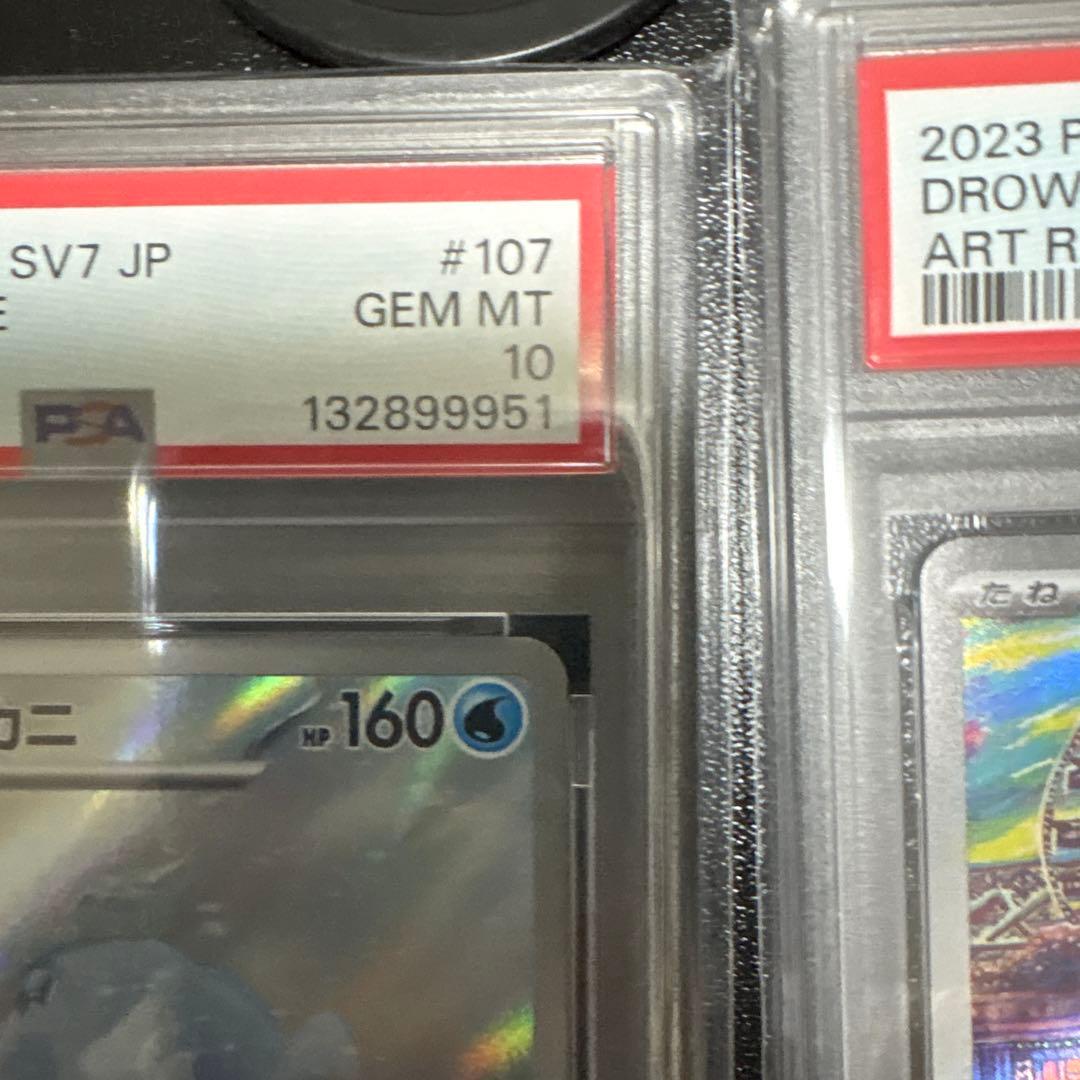 SV7 JP #107
E GEM MT
10
PSA 132899951
カニ HP 160
2023 P
DROW
ART R
たね